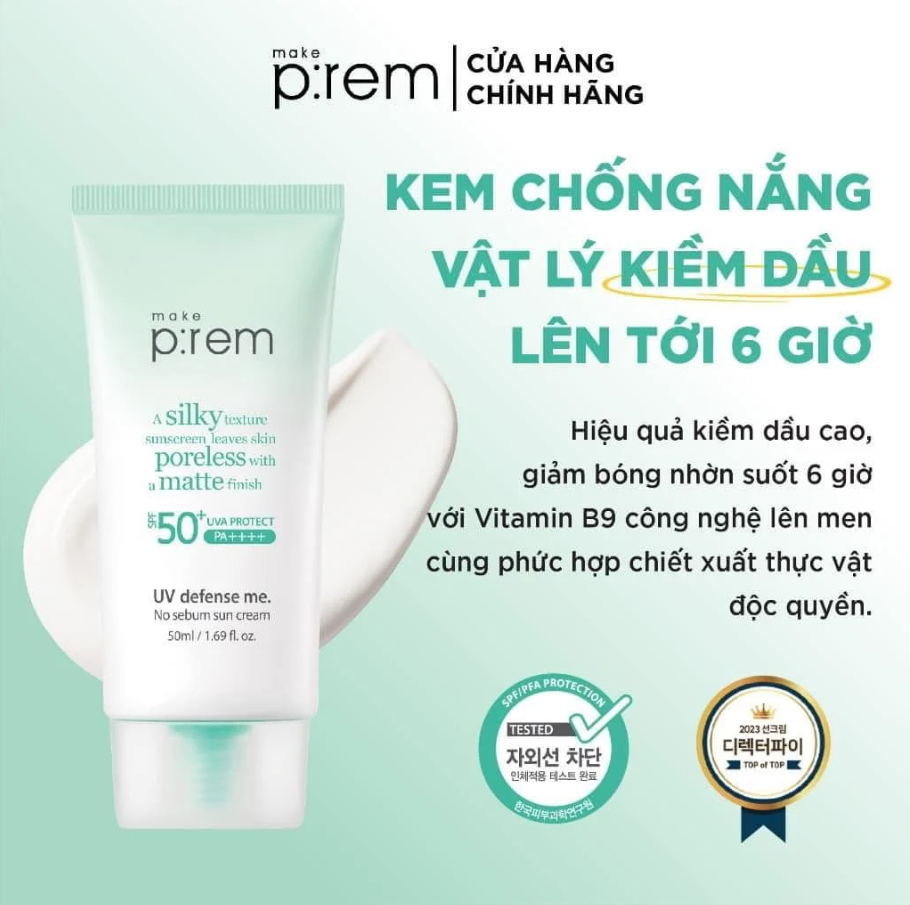 make
p:rem
CỬA HÀNG
CHÍNH HÃNG
KEM CHỐNG NẮNG
VẬT LÝ KIỀM DẦU
LÊN TỚI 6 GIỜ
Hiệu quả kiềm dầu cao,
giảm bóng nhờn suốt 6 giờ
với Vitamin B9 công nghệ lên men
cùng phức hợp chiết xuất thực vật
độc quyền.
make
p:rem
A silky texture
sunscreen leaves skin
poreless with
a matte finish
SPF 50+ UVA PROTECT
PA++++
UV defense me.
No sebum sun cream
50ml / 1.69 fl. oz.
SPF/PFA PROTECTION
TESTED
자외선 차단
인체적용 테스트 완료
한국피부과학연구원
2023 선크림
디렉터파이
TOP of TOP